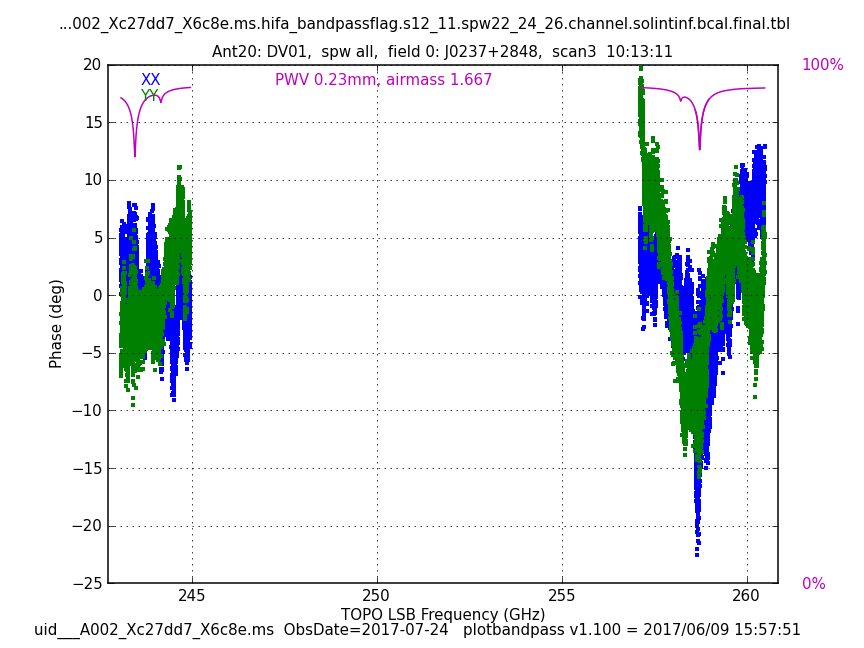 ...002_Xc27dd7_X6c8e.ms.hifa_bandpassflag.s12_11.spw22_24_26.channel.solintinf.bcal.final.tbl
Ant20: DV01,  spw all,  field 0: J0237+2848,  scan3  10:13:11
20 100%
XX PWV 0.23mm, airmass 1.667
YY
15
10
5
0
Phase (deg)
−5
−10
−15
−20
−25 0%
245 250 255 260
TOPO LSB Frequency (GHz)
uid___A002_Xc27dd7_X6c8e.ms  ObsDate=2017-07-24   plotbandpass v1.100 = 2017/06/09 15:57:51